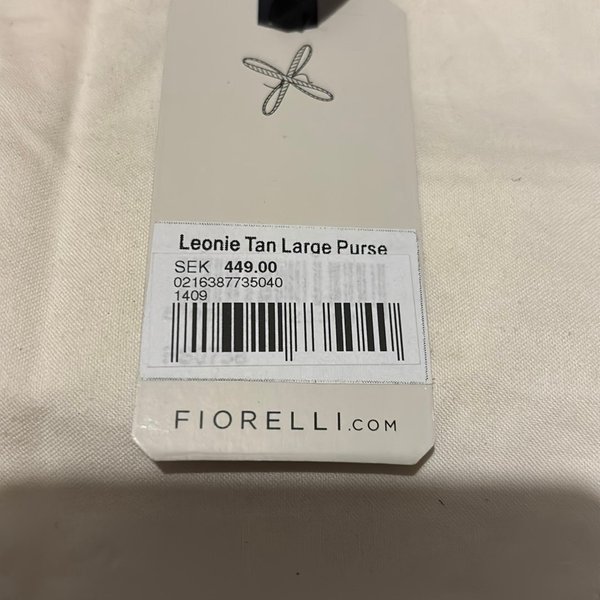 Leonie Tan Large Purse
SEK 449.00
0216387735040
1409
FIORELLI.COM